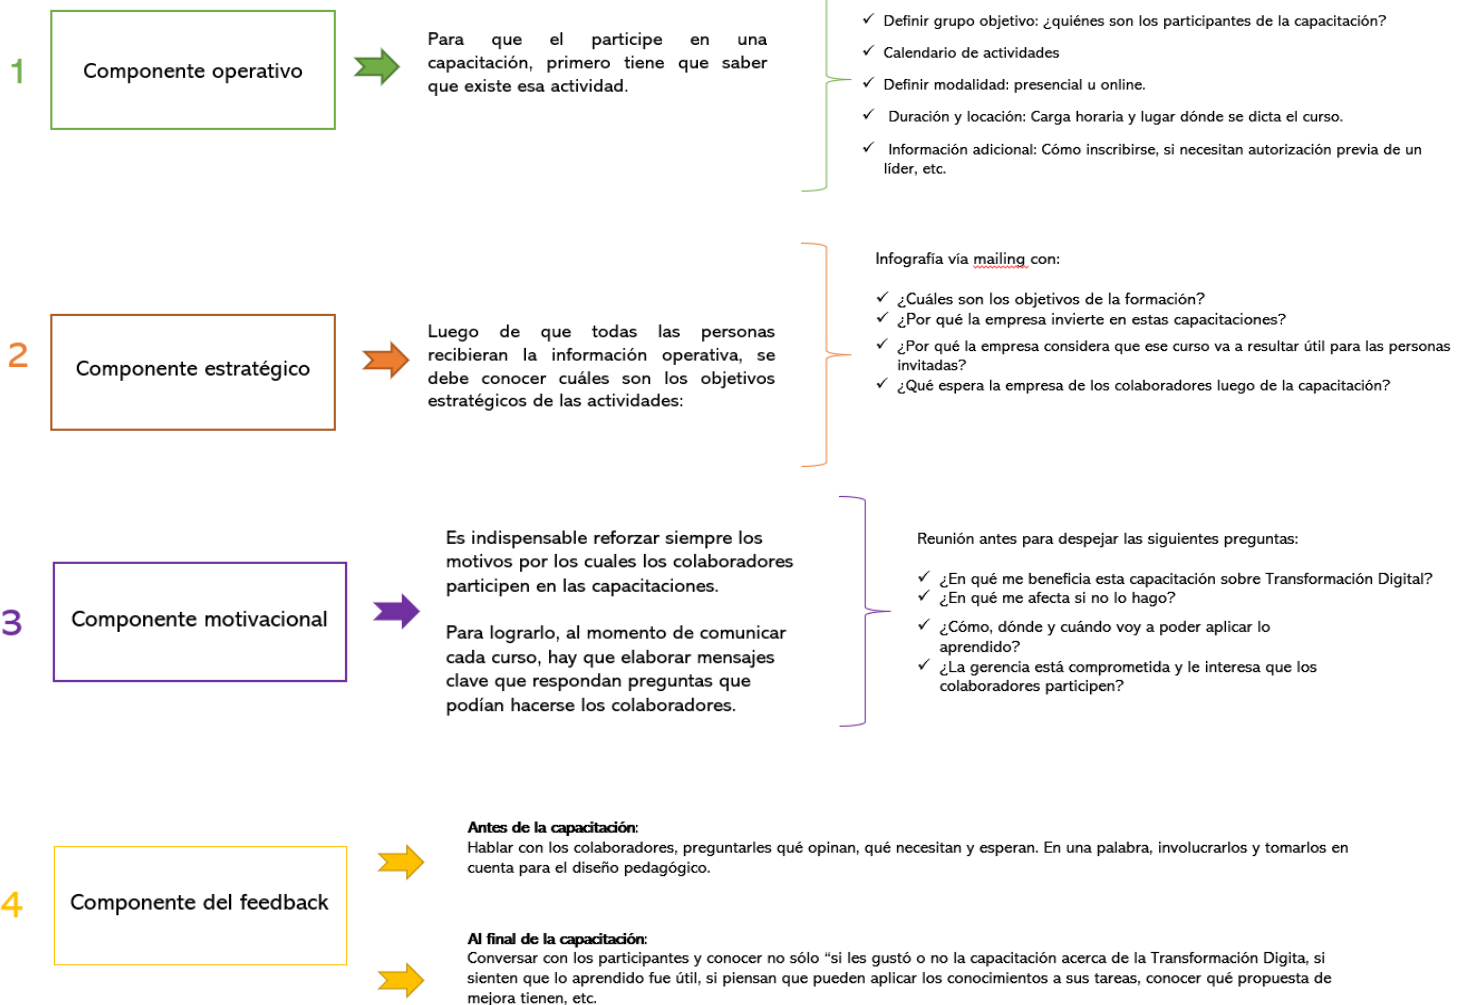 1
Componente operativo
Para que el participe en una
capacitación, primero tiene que saber
que existe esa actividad.
✓ Definir grupo objetivo: ¿quiénes son los participantes de la capacitación?
✓ Calendario de actividades
✓ Definir modalidad: presencial u online.
✓ Duración y locación: Carga horaria y lugar dónde se dicta el curso.
✓ Información adicional: Cómo inscribirse, si necesitan autorización previa de un
líder, etc.
2
Componente estratégico
Luego de que todas las personas
recibieran la información operativa, se
debe conocer cuáles son los objetivos
estratégicos de las actividades:
Infografía vía mailing con:
✓ ¿Cuáles son los objetivos de la formación?
✓ ¿Por qué la empresa invierte en estas capacitaciones?
✓ ¿Por qué la empresa considera que ese curso va a resultar útil para las personas
invitadas?
✓ ¿Qué espera la empresa de los colaboradores luego de la capacitación?
3
Componente motivacional
Es indispensable reforzar siempre los
motivos por los cuales los colaboradores
participen en las capacitaciones.
Para lograrlo, al momento de comunicar
cada curso, hay que elaborar mensajes
clave que respondan preguntas que
podían hacerse los colaboradores.
Reunión antes para despejar las siguientes preguntas:
✓ ¿En qué me beneficia esta capacitación sobre Transformación Digital?
✓ ¿En qué me afecta si no lo hago?
✓ ¿Cómo, dónde y cuándo voy a poder aplicar lo
aprendido?
✓ ¿La gerencia está comprometida y le interesa que los
colaboradores participen?
4
Componente del feedback
Antes de la capacitación:
Hablar con los colaboradores, preguntarles qué opinan, qué necesitan y esperan. En una palabra, involucrarlos y tomarlos en
cuenta para el diseño pedagógico.
Al final de la capacitación:
Conversar con los participantes y conocer no sólo “si les gustó o no la capacitación acerca de la Transformación Digita, si
sienten que lo aprendido fue útil, si piensan que pueden aplicar los conocimientos a sus tareas, conocer qué propuesta de
mejora tienen, etc.